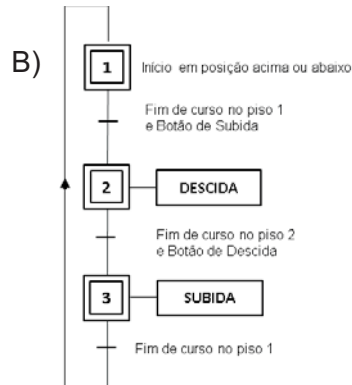 B)
1 Início em posição acima ou abaixo
Fim de curso no piso 1
e Botão de Subida
2 DESCIDA
Fim de curso no piso 2
e Botão de Descida
3 SUBIDA
Fim de curso no piso 1